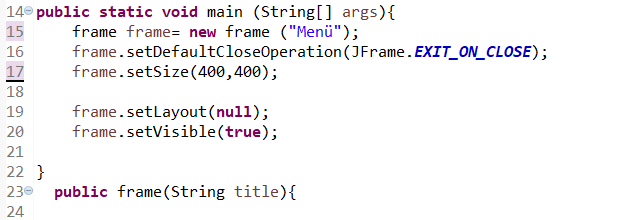 14 public static void main (String[] args){
15 frame frame= new frame ("Menü");
16 frame.setDefaultCloseOperation(JFrame.EXIT_ON_CLOSE);
17 frame.setSize(400,400);
18
19 frame.setLayout(null);
20 frame.setVisible(true);
21
22 }
23 public frame(String title){
24